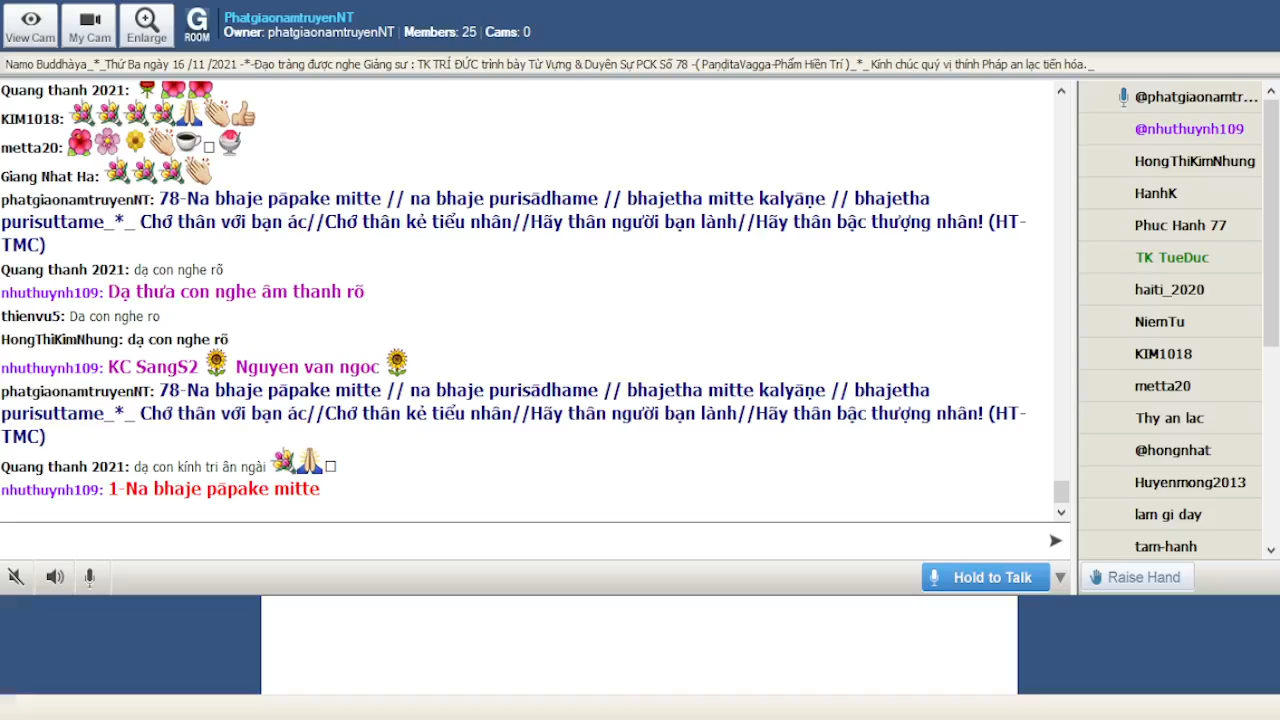 View Cam
My Cam
Enlarge
G ROOM
PhatgiaonamtruyenNT
Owner: phatgiaonamtruyenNT | Members: 25 | Cams: 0
Namo Buddhàya_*_Thứ Ba ngày 16 /11 /2021 -*-Đạo tràng được nghe Giảng sư : TK TRÍ ĐỨC trình bày Từ Vựng & Duyên Sự PCK Số 78 -( PaṇḍitaVagga-Phẩm Hiền Trí )_*_ Kính chúc quý vị thính Pháp an lạc tiến hóa._
Quang thanh 2021:
KIM1018:
metta20:
Giang Nhat Ha:
phatgiaonamtruyenNT: 78-Na bhaje pāpake mitte // na bhaje purisādhame // bhajetha mitte kalyāṇe // bhajetha
purisuttame_*_ Chớ thân với bạn ác//Chớ thân kẻ tiểu nhân//Hãy thân người bạn lành//Hãy thân bậc thượng nhân! (HT-
TMC)
Quang thanh 2021: dạ con nghe rõ
nhuthuynh109: Dạ thưa con nghe âm thanh rõ
thienvu5: Da con nghe ro
HongThiKimNhung: dạ con nghe rõ
nhuthuynh109: KC SangS2 Nguyen van ngoc
phatgiaonamtruyenNT: 78-Na bhaje pāpake mitte // na bhaje purisādhame // bhajetha mitte kalyāṇe // bhajetha
purisuttame_*_ Chớ thân với bạn ác//Chớ thân kẻ tiểu nhân//Hãy thân người bạn lành//Hãy thân bậc thượng nhân! (HT-
TMC)
Quang thanh 2021: dạ con kính tri ân ngài
nhuthuynh109: 1-Na bhaje pāpake mitte
@phatgiaonamtr...
@nhuthuynh109
HongThiKimNhung
HanhK
Phuc Hanh 77
TK TueDuc
haiti_2020
NiemTu
KIM1018
metta20
Thy an lac
@hongnhat
Huyenmong2013
lam gi day
tam-hanh
Hold to Talk
Raise Hand